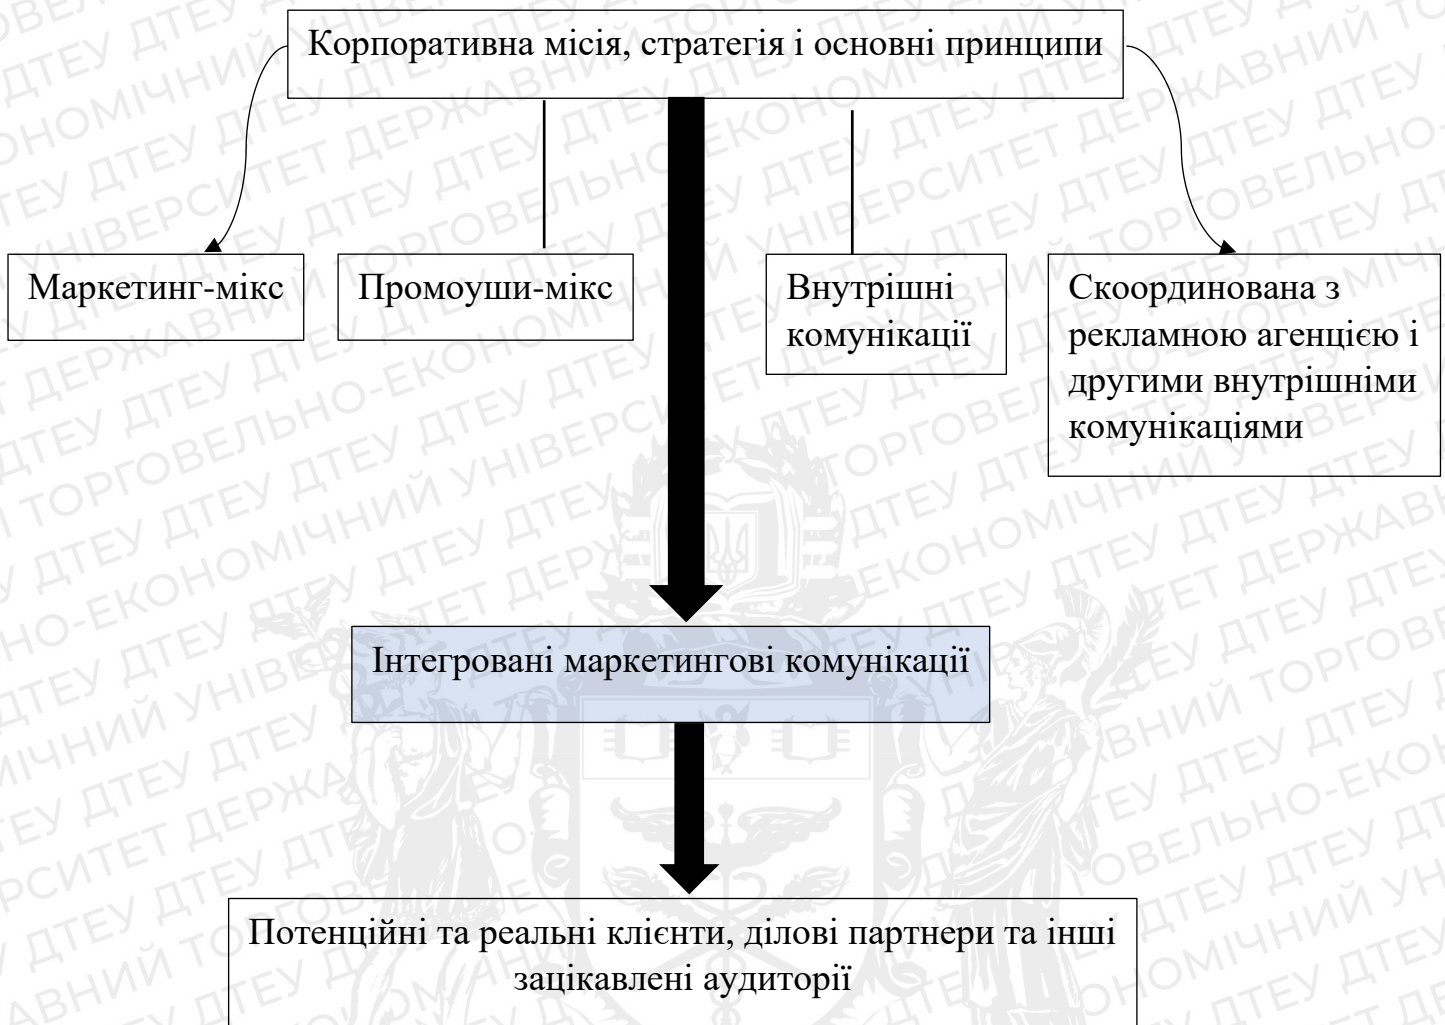 Корпоративна місія, стратегія і основні принципи
Маркетинг-мікс
Промоуши-мікс
Внутрішні
комунікації
Скоординована з
рекламною агенцією і
другими внутрішніми
комунікаціями
Інтегровані маркетингові комунікації
Потенційні та реальні клієнти, ділові партнери та інші
зацікавлені аудиторії